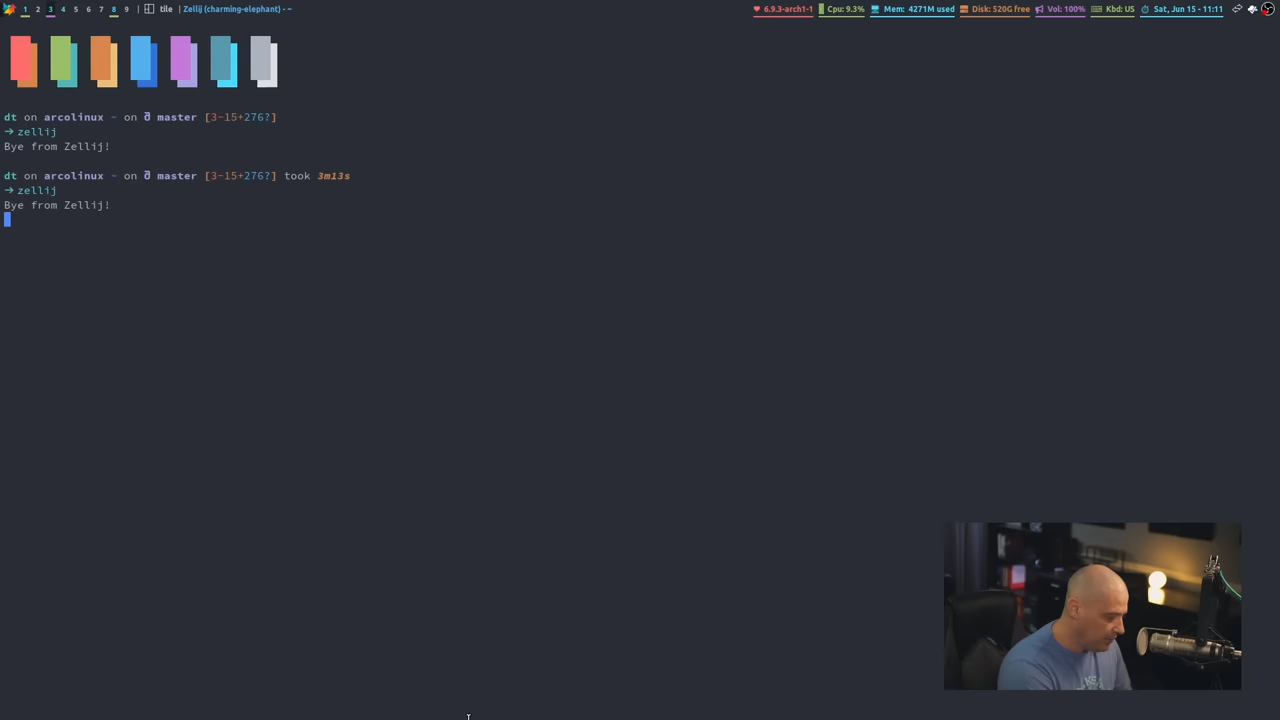 1 2 3 4 5 6 7 8 9 | tile | Zellij (charming-elephant) - ~
6.9.3-arch1-1 Cpu: 9.3% Mem: 4271M used Disk: 520G free Vol: 100% Kbd: US Sat, Jun 15 - 11:11
dt on arcolinux ~ on master [3-15+276?]
→ zellij
Bye from Zellij!
dt on arcolinux ~ on master [3-15+276?] took 3m13s
→ zellij
Bye from Zellij!